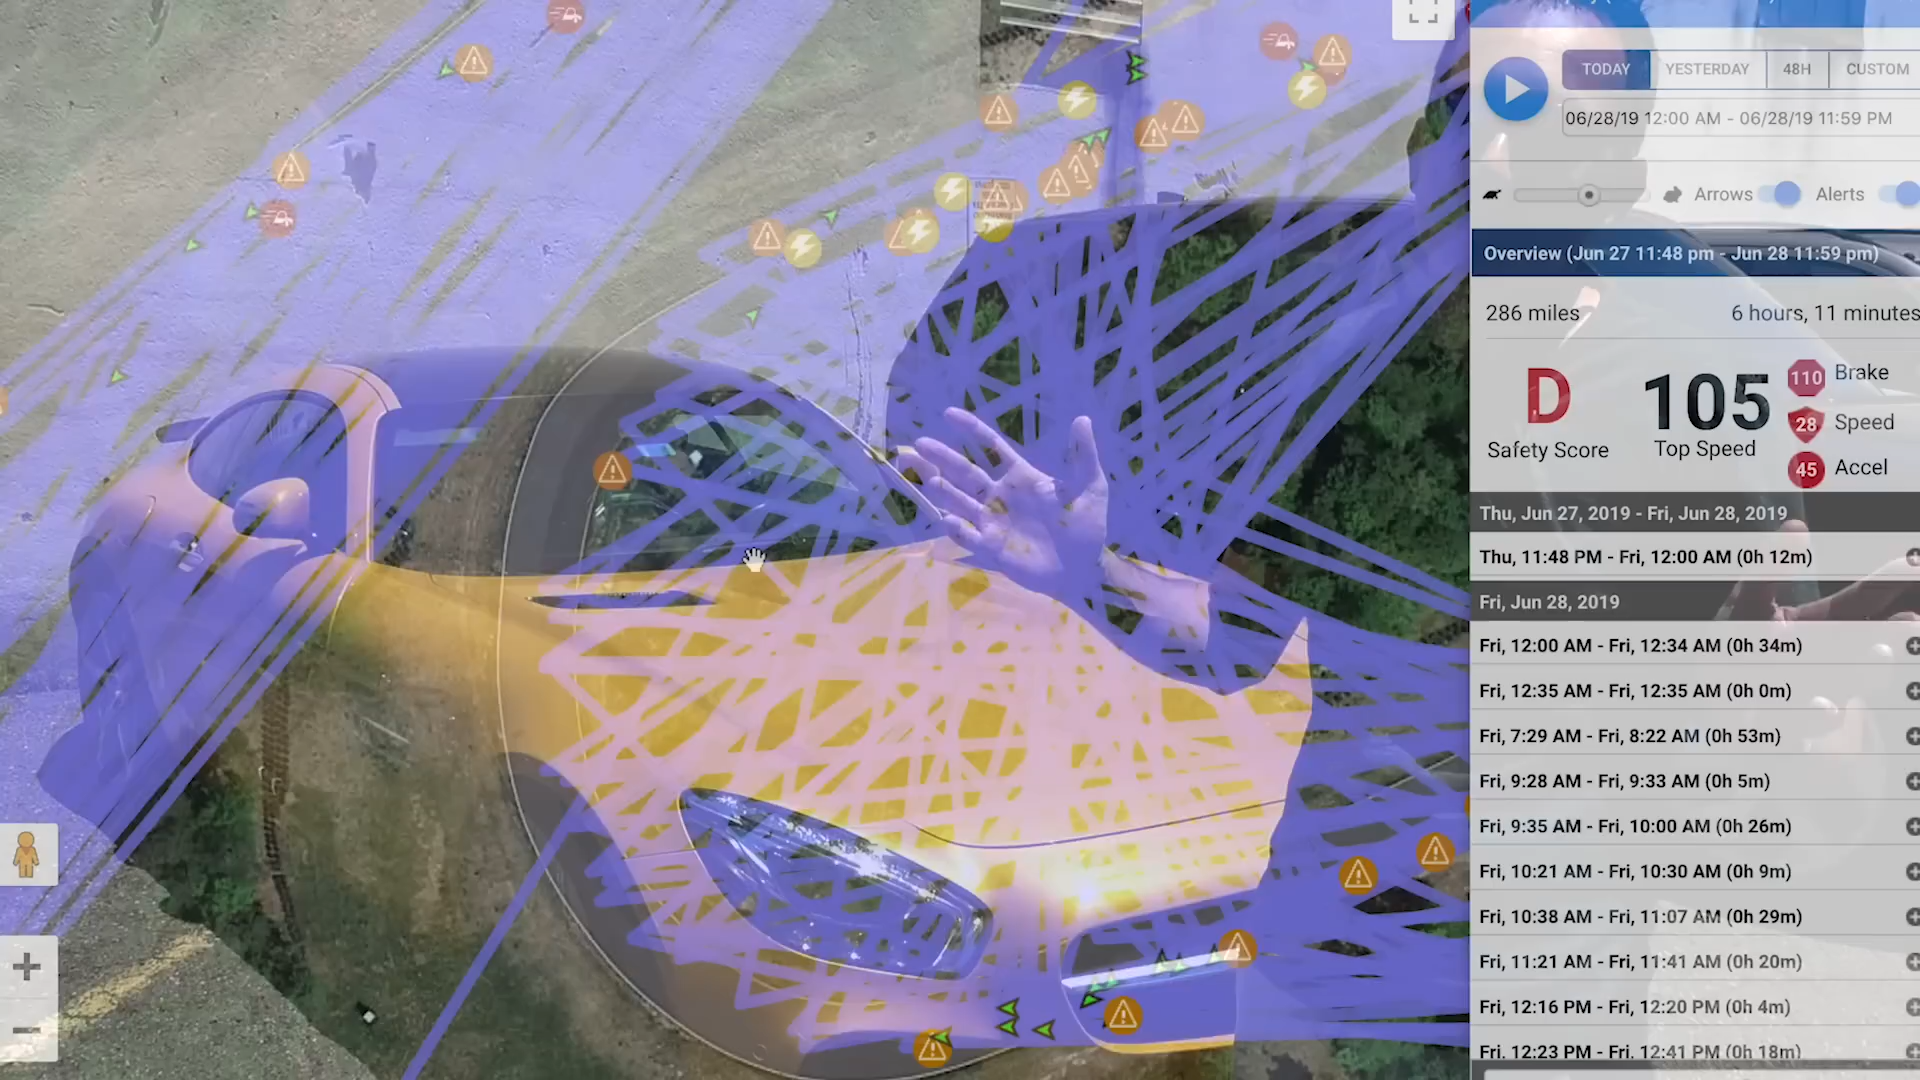 TODAY YESTERDAY 48H CUSTOM
06/28/19 12:00 AM - 06/28/19 11:59 PM
Arrows Alerts
Overview (Jun 27 11:48 pm - Jun 28 11:59 pm)
286 miles 6 hours, 11 minutes
D 105 110 Brake
28 Speed
Safety Score Top Speed
45 Accel
Thu, Jun 27, 2019 - Fri, Jun 28, 2019
Thu, 11:48 PM - Fri, 12:00 AM (0h 12m)
Fri, Jun 28, 2019
Fri, 12:00 AM - Fri, 12:34 AM (0h 34m)
Fri, 12:35 AM - Fri, 12:35 AM (0h 0m)
Fri, 7:29 AM - Fri, 8:22 AM (0h 53m)
Fri, 9:28 AM - Fri, 9:33 AM (0h 5m)
Fri, 9:35 AM - Fri, 10:00 AM (0h 26m)
Fri, 10:21 AM - Fri, 10:30 AM (0h 9m)
Fri, 10:38 AM - Fri, 11:07 AM (0h 29m)
Fri, 11:21 AM - Fri, 11:41 AM (0h 20m)
Fri, 12:16 PM - Fri, 12:20 PM (0h 4m)
Fri, 12:23 PM - Fri, 12:41 PM (0h 18m)